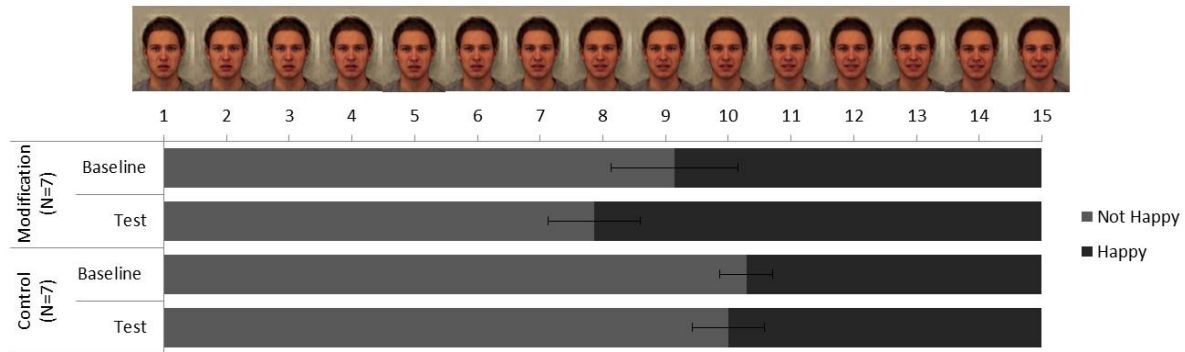 1 2 3 4 5 6 7 8 9 10 11 12 13 14 15
Modification
(N=7)
Baseline
Test
Control
(N=7)
Baseline
Test
Not Happy
Happy